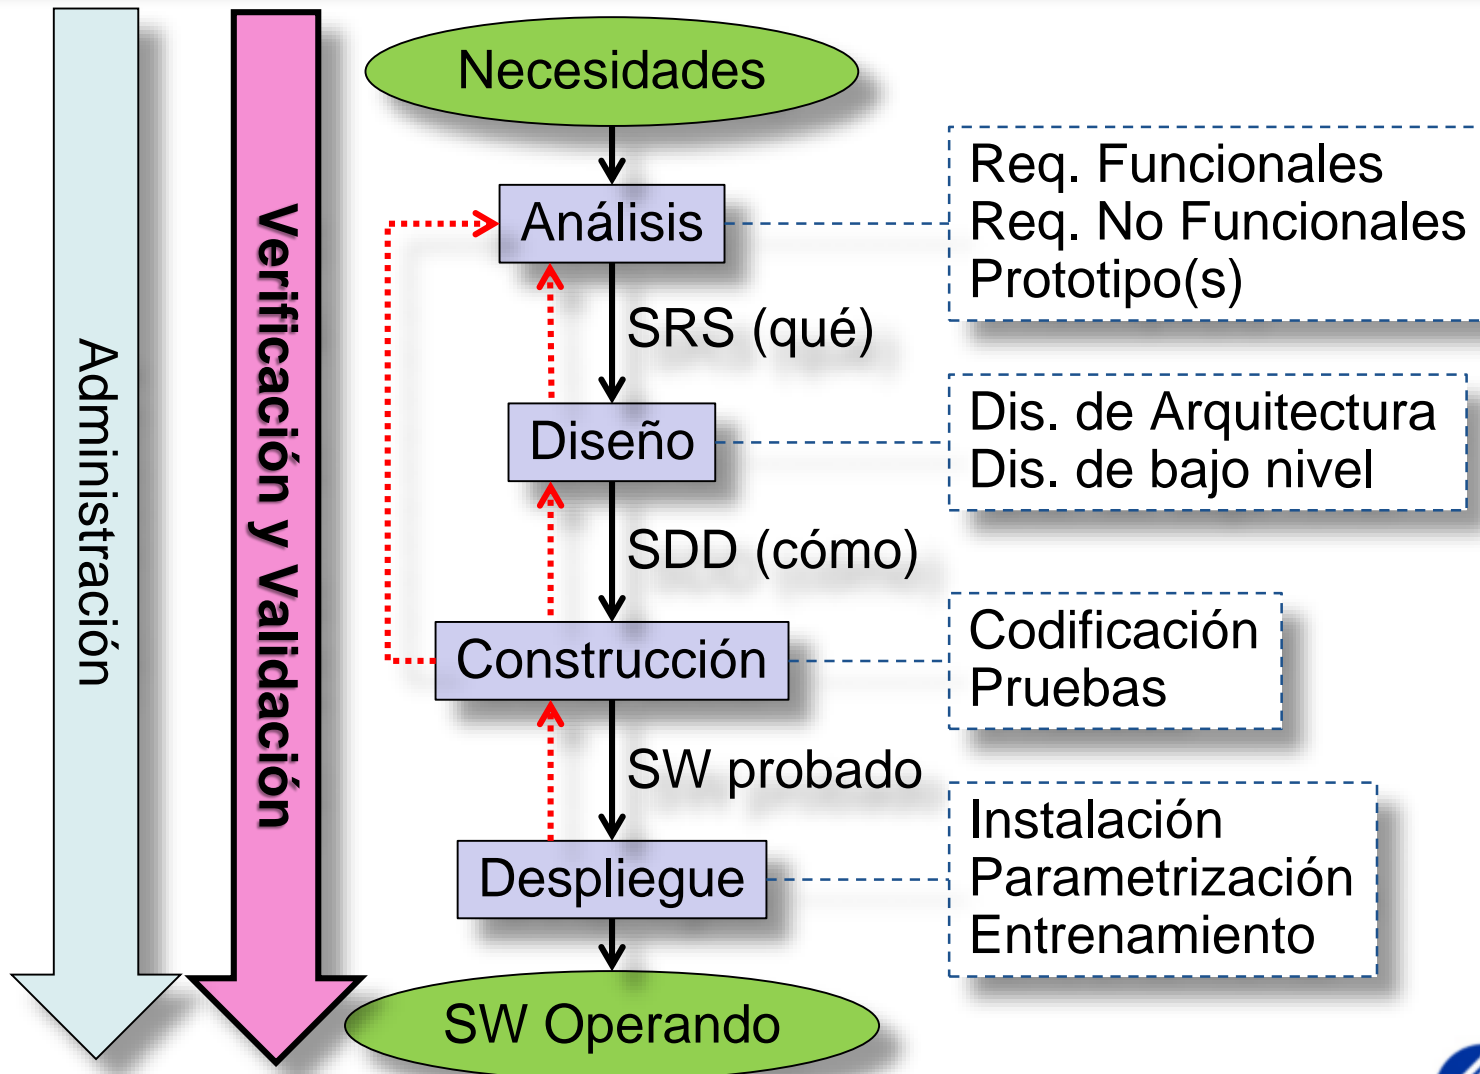 Necesidades
Administración
Verificación y Validación
Análisis
Req. Funcionales
Req. No Funcionales
Prototipo(s)
SRS (qué)
Diseño
Dis. de Arquitectura
Dis. de bajo nivel
SDD (cómo)
Construcción
Codificación
Pruebas
SW probado
Despliegue
Instalación
Parametrización
Entrenamiento
SW Operando